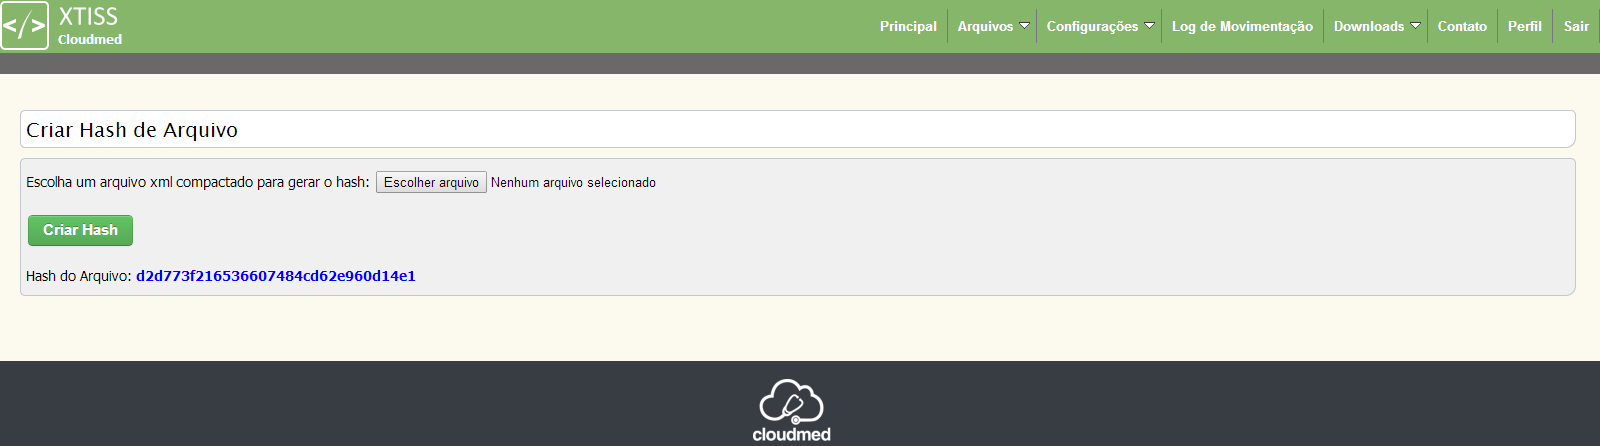 </> XTISS
Cloudmed
Principal Arquivos Configurações Log de Movimentação Downloads Contato Perfil Sair
Criar Hash de Arquivo
Escolha um arquivo xml compactado para gerar o hash: Escolher arquivo Nenhum arquivo selecionado
Criar Hash
Hash do Arquivo: d2d773f216536607484cd62e960d14e1
cloudmed